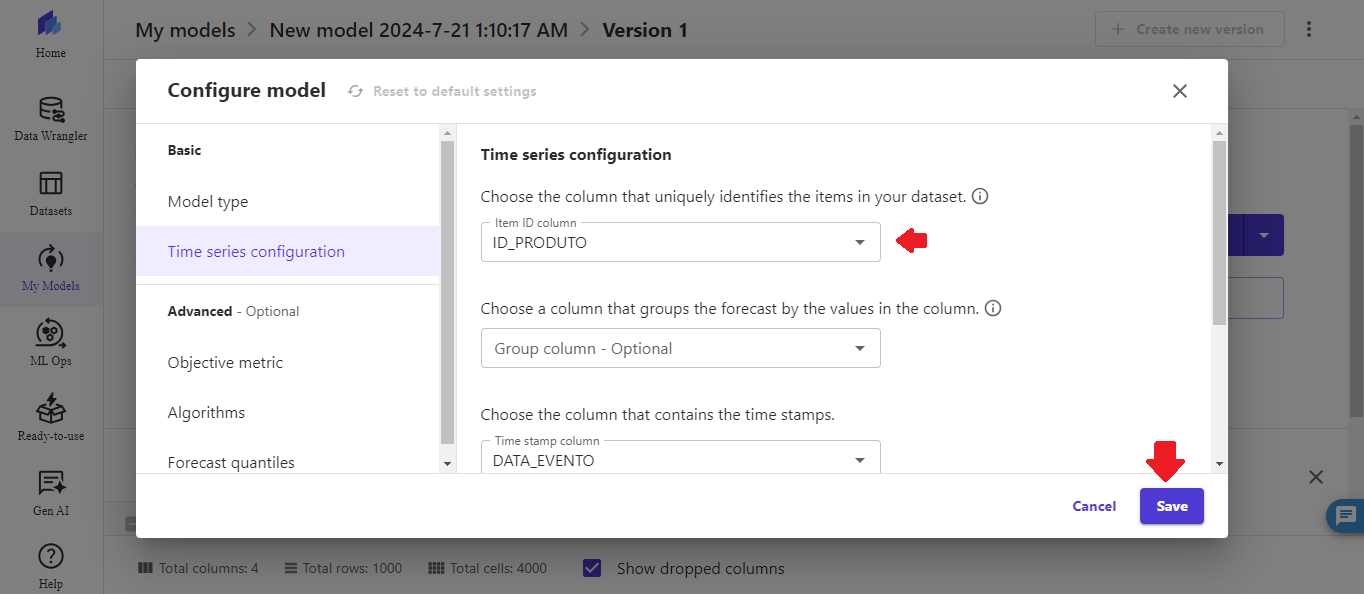 Home
Data Wrangler
Datasets
My Models
ML Ops
Ready-to-use
Gen AI
Help
My models > New model 2024-7-21 1:10:17 AM > Version 1
+ Create new version
Configure model
Reset to default settings
Basic
Model type
Time series configuration
Advanced - Optional
Objective metric
Algorithms
Forecast quantiles
Time series configuration
Choose the column that uniquely identifies the items in your dataset.
Item ID column
ID_PRODUTO
Choose a column that groups the forecast by the values in the column.
Group column - Optional
Choose the column that contains the time stamps.
Time stamp column
DATA_EVENTO
Cancel
Save
Total columns: 4
Total rows: 1000
Total cells: 4000
Show dropped columns